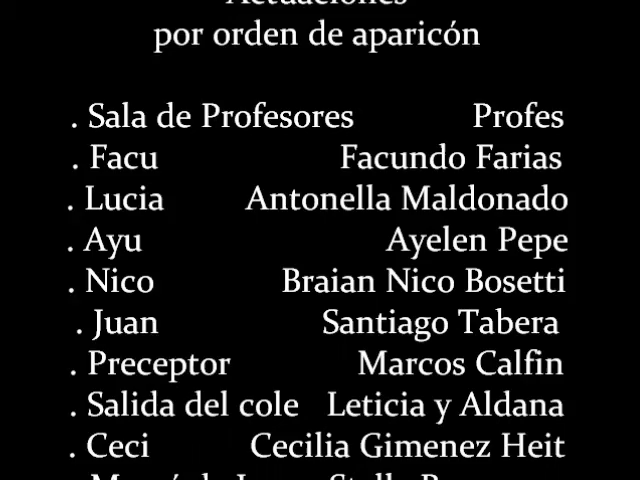 Actuaciones
por orden de aparicón
. Sala de Profesores Profes
. Facu Facundo Farias
. Lucia Antonella Maldonado
. Ayu Ayelen Pepe
. Nico Braian Nico Bosetti
. Juan Santiago Tabera
. Preceptor Marcos Calfin
. Salida del cole Leticia y Aldana
. Ceci Cecilia Gimenez Heit